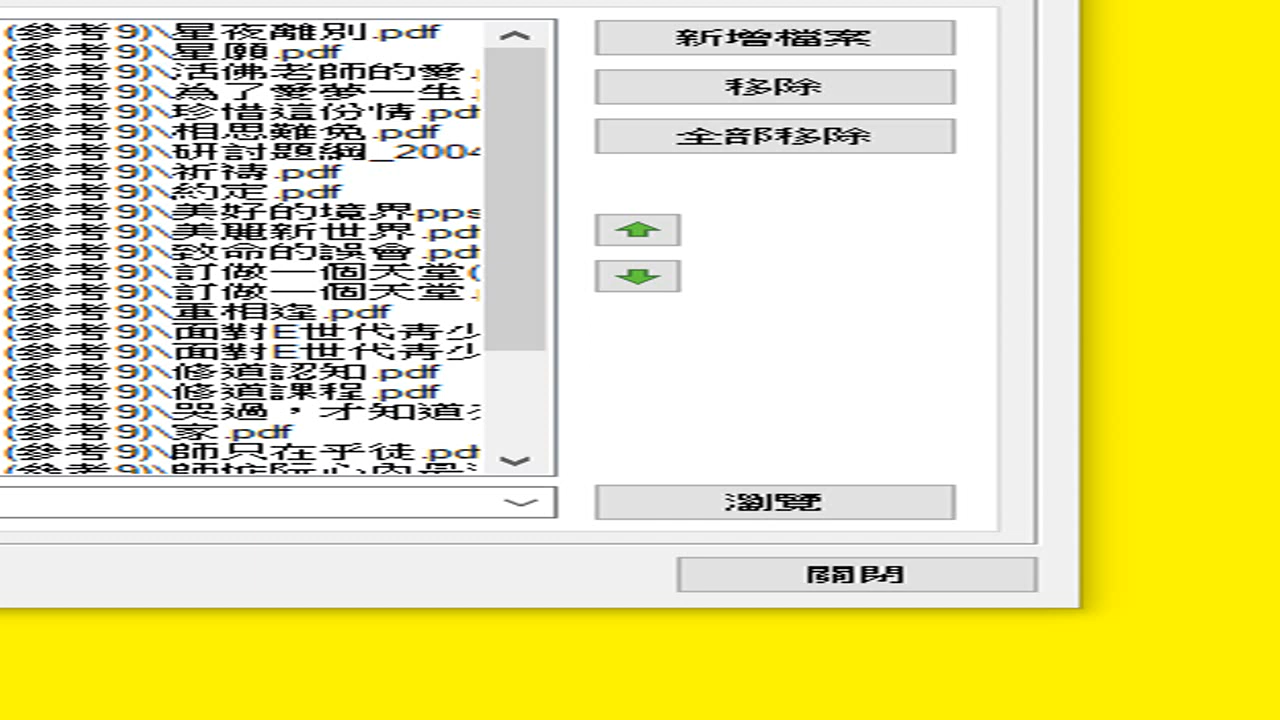 (參考9)\星夜離別.pdf
(參考9)\星願.pdf
(參考9)\活佛老師的愛.
(參考9)\為了愛夢一生.
(參考9)\珍惜這份情.pd
(參考9)\相思難免.pdf
(參考9)\研討題綱_2004
(參考9)\祈禱.pdf
(參考9)\約定.pdf
(參考9)\美好的境界pps
(參考9)\美麗新世界.pd
(參考9)\致命的誤會.pd
(參考9)\訂做一個天堂(
(參考9)\訂做一個天堂.
(參考9)\重相逢.pdf
(參考9)\面對E世代青少
(參考9)\面對E世代青少
(參考9)\修道認知.pdf
(參考9)\修道課程.pdf
(參考9)\哭過，才知道
(參考9)\家.pdf
(參考9)\師只在乎徒.pd
(參考9)\師
新增檔案
移除
全部移除
瀏覽
關閉